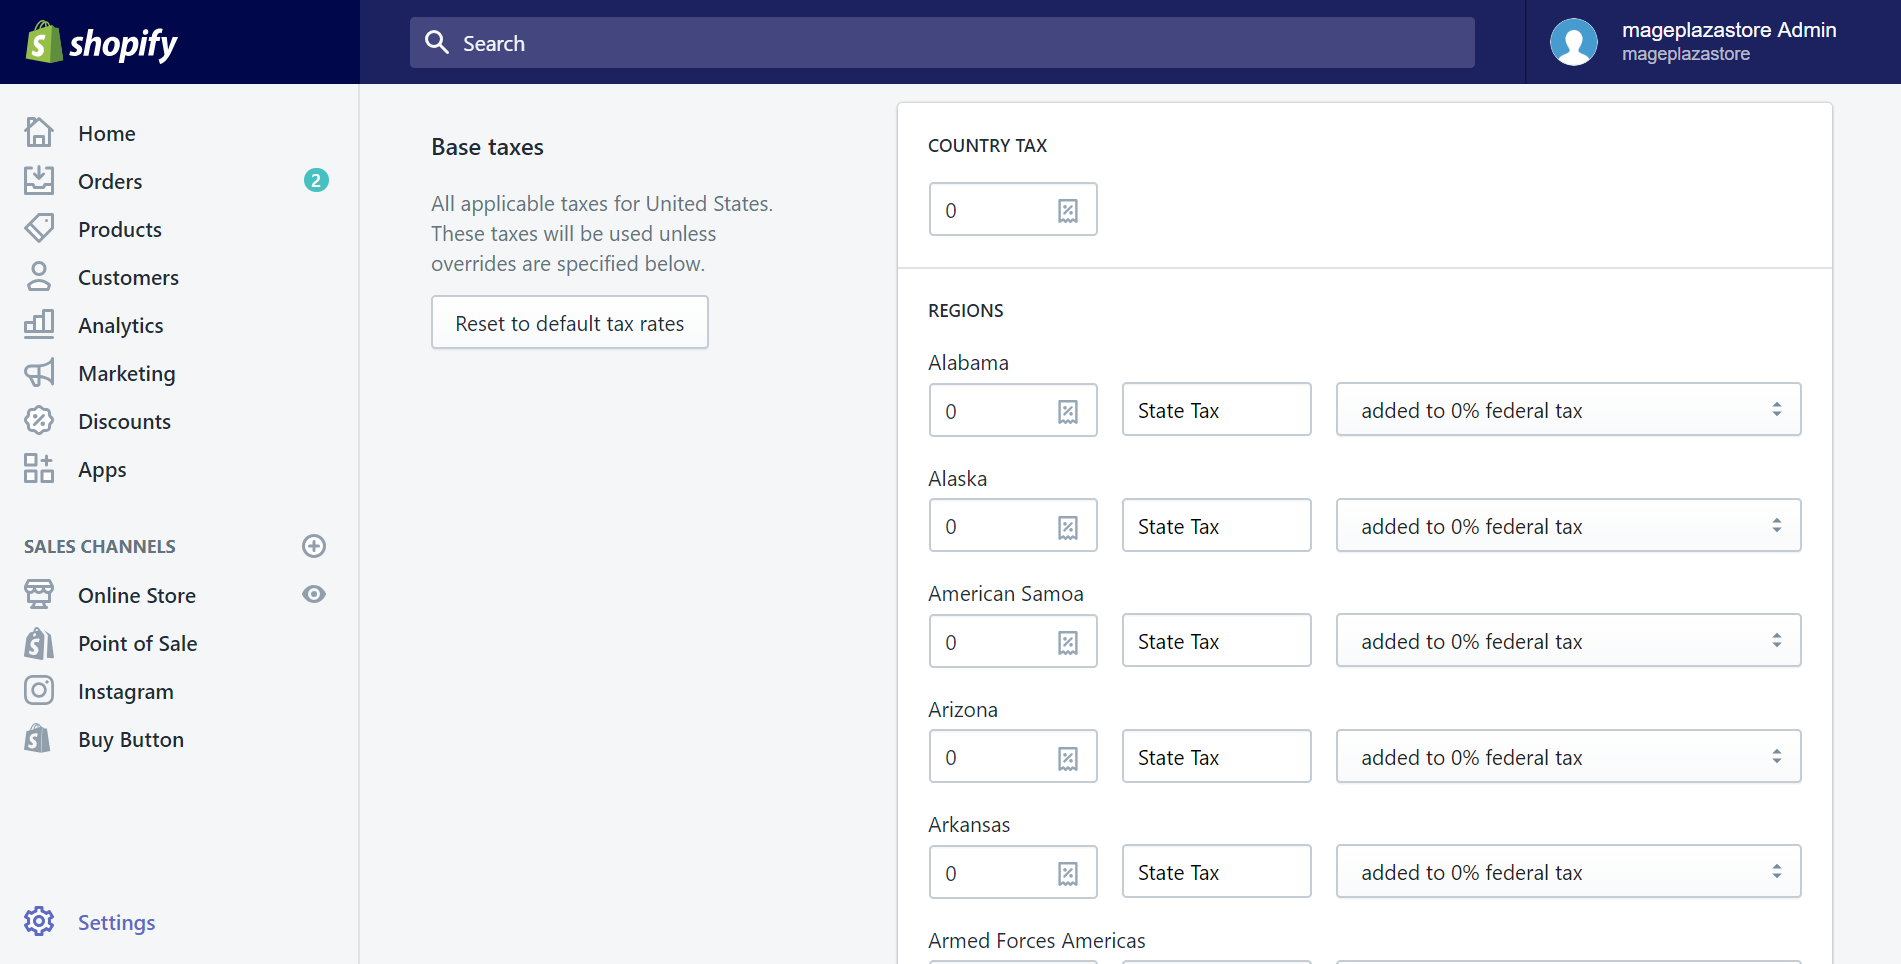 shopify
Search
mageplazastore Admin
mageplazastore
Home
Orders
2
Products
Customers
Analytics
Marketing
Discounts
Apps
SALES CHANNELS
Online Store
Point of Sale
Instagram
Buy Button
Settings
Base taxes
All applicable taxes for United States.
These taxes will be used unless
overrides are specified below.
Reset to default tax rates
COUNTRY TAX
0
REGIONS
Alabama
0 State Tax added to 0% federal tax
Alaska
0 State Tax added to 0% federal tax
American Samoa
0 State Tax added to 0% federal tax
Arizona
0 State Tax added to 0% federal tax
Arkansas
0 State Tax added to 0% federal tax
Armed Forces Americas